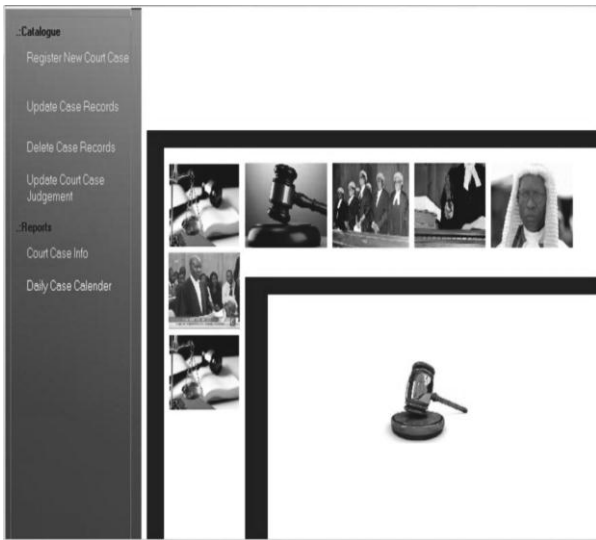 .:Catalogue
Register New Court Case
Update Case Records
Delete Case Records
Update Court Case
Judgement
.:Reports
Court Case Info
Daily Case Calender